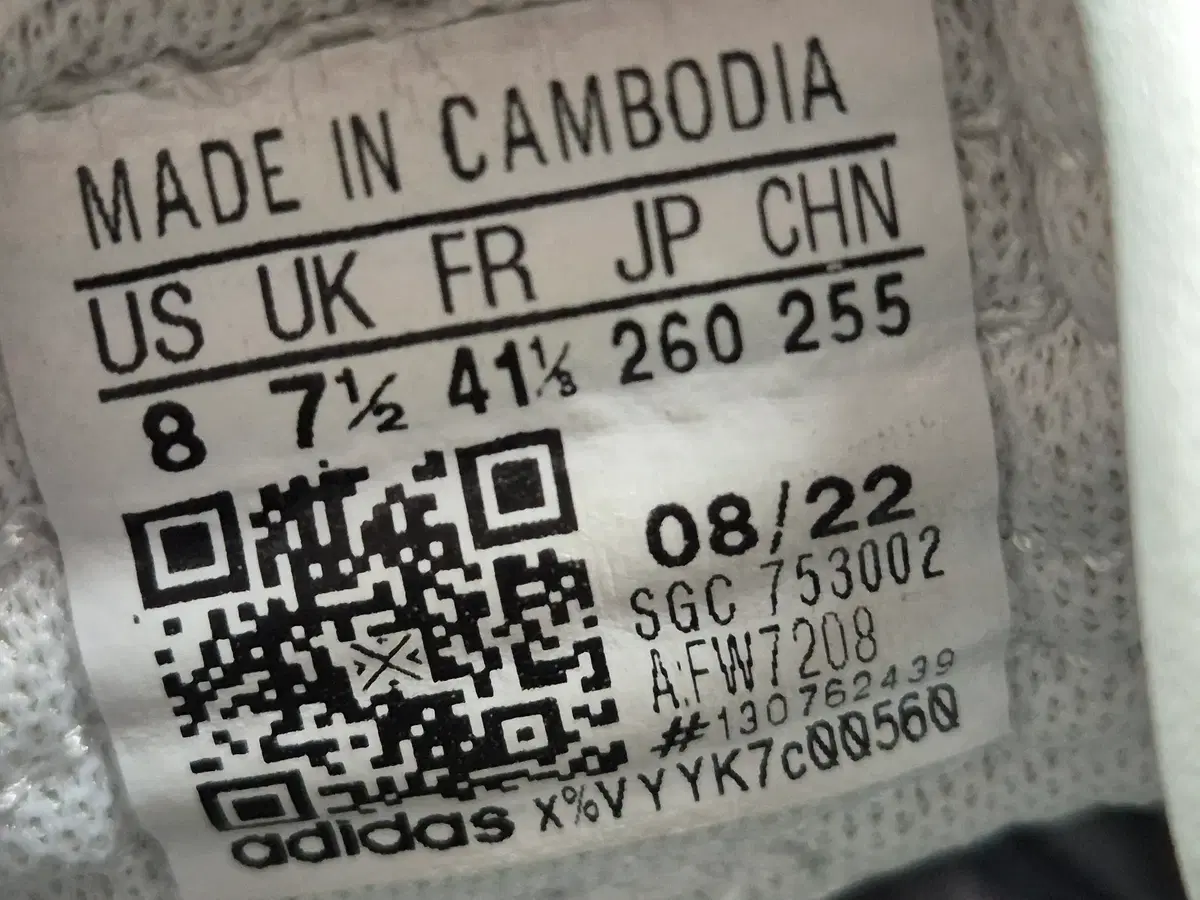 MADE IN CAMBODIA
US UK FR JP CHN
8 7½ 41⅓ 260 255
08/22
SGC 753002
A:FW7208
#130762439
adidas X%VYYK7c00560